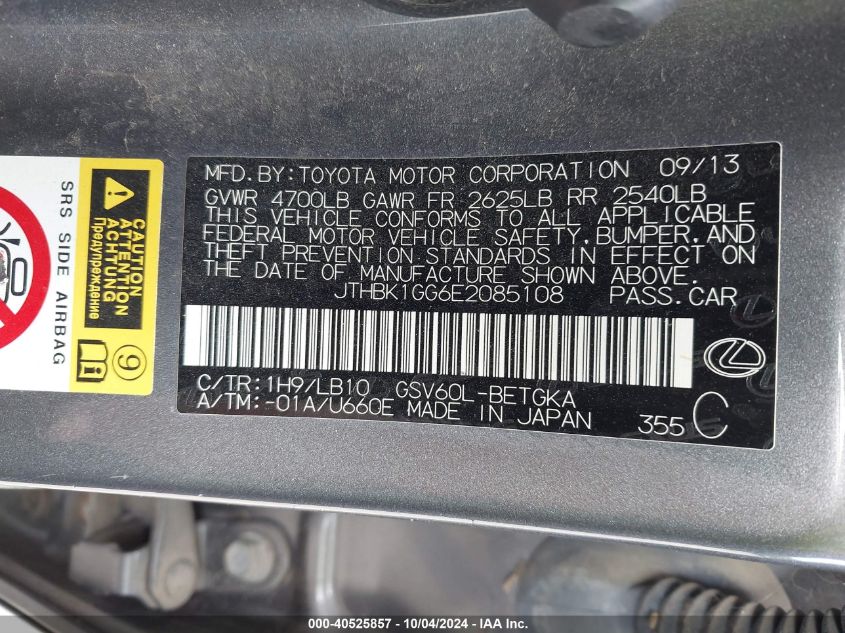 MFD.BY:TOYOTA MOTOR CORPORATION 09/13
GVWR 4700LB GAWR FR 2625LB RR 2540LB
THIS VEHICLE CONFORMS TO ALL APPLICABLE
FEDERAL MOTOR VEHICLE SAFETY, BUMPER, AND
THEFT PREVENTION STANDARDS IN EFFECT ON
THE DATE OF MANUFACTURE SHOWN ABOVE.
JTHBK1GG6E2085108 PASS.CAR
C/TR:1H9/LB10 GSV60L-BETGKA
A/TM:-01A/U660E MADE IN JAPAN 355 C
CAUTION
ATTENTION
ACHTUNG
Предупреждение
9
SRS SIDE AIRBAG
000-40525857 - 10/04/2024 - IAA Inc.